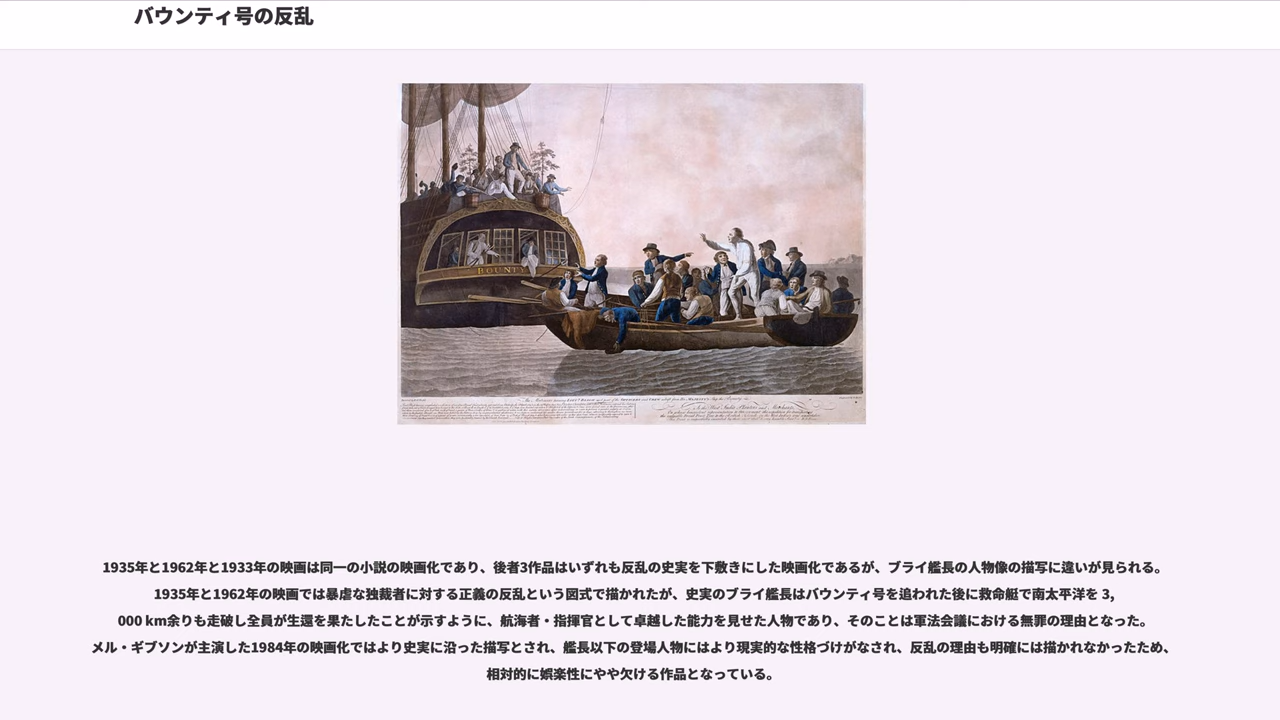 バウンティ号の反乱
BOUNTY
1935年と1962年と1933年の映画は同一の小説の映画化であり、後者3作品はいずれも反乱の史実を下敷きにした映画化であるが、ブライ艦長の人物像の描写に違いが見られる。
1935年と1962年の映画では暴虐な独裁者に対する正義の反乱という図式で描かれたが、史実のブライ艦長はバウンティ号を追われた後に救命艇で南太平洋を 3,
000 km余りも走破し全員が生還を果たしたことが示すように、航海者・指揮官として卓越した能力を見せた人物であり、そのことは軍法会議における無罪の理由となった。
メル・ギブソンが主演した1984年の映画化ではより史実に沿った描写とされ、艦長以下の登場人物にはより現実的な性格づけがなされ、反乱の理由も明確には描かれなかったため、
相対的に娯楽性にやや欠ける作品となっている。